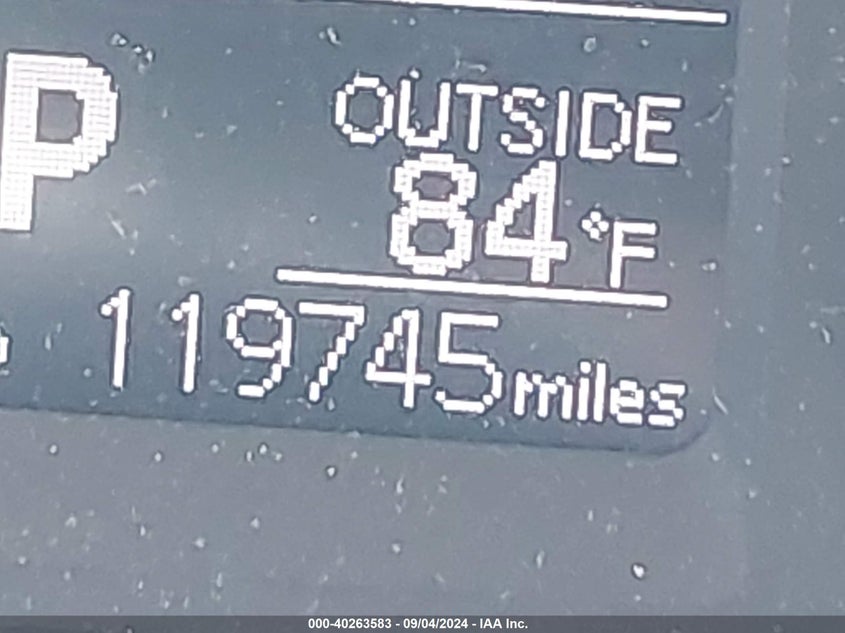 P
OUTSIDE
84°F
119745miles
000-40263583 - 09/04/2024 - IAA Inc.